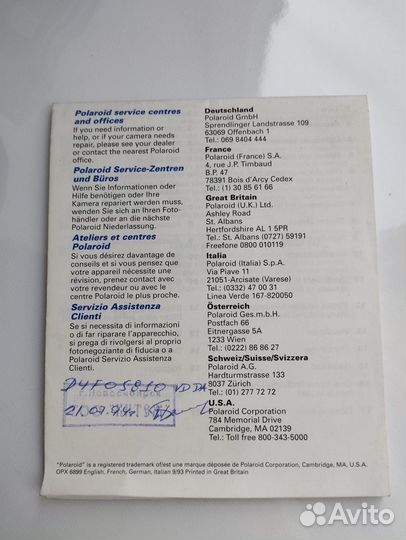 Polaroid service centres
and offices
If you need information or
help, or if your camera needs
repair, please see your dealer
or contact the nearest Polaroid
office.
Polaroid Service-Zentren
und Büros
Wenn Sie Informationen oder
Hilfe benötigen oder Ihre
Kamera repariert werden muss,
wenden Sie sich an Ihren Foto-
händler oder an die nächste
Polaroid Niederlassung.
Ateliers et centres
Polaroid
Si vous désirez davantage de
conseils et si vous pensez que
votre appareil nécessite une
révision, prenez contact avec
votre revendeur ou avec le
centre Polaroid le plus proche.
Servizio Assistenza
Clienti
Se si necessita di informazioni
o di far riparare l'apparecchio,
si prega di rivolgersi al proprio
fotonegoziante di fiducia o a
Polaroid Servizio Assistenza
Clienti.
г. Новосибирск
Deutschland
Polaroid GmbH
Sprendlinger Landstrasse 109
63069 Offenbach 1
Tel.: 069 8404 444
France
Polaroid (France) S.A.
4, rue J.P. Timbaud
B.P. 47
78391 Bois d'Arcy Cedex
Tel.: (1) 30 85 61 66
Great Britain
Polaroid (U.K.) Ltd.
Ashley Road
St. Albans
Hertfordshire AL 1 5PR
Tel.: St. Albans (0727) 59191
Freefone 0800 010119
Italia
Polaroid (Italia) S.p.A.
Via Piave 11
21051-Arcisate (Varese)
Tel.: (0332) 47 00 31
Linea Verde 167-820050
Österreich
Polaroid Ges.m.b.H.
Postfach 66
Eitnergasse 5A
1233 Wien
Tel.: (0222) 86 86 27
Schweiz/Suisse/Svizzera
Polaroid A.G.
Hardturmstrasse 133
8037 Zürich
Tel.: (01) 277 72 72
U.S.A.
Polaroid Corporation
784 Memorial Drive
Cambridge, MA 02139
Tel.: Toll free 800-343-5000
"Polaroid" is a registered trademark of/est une marque déposée de Polaroid Corporation, Cambridge, MA, U.S.A.
OPX 6899 English, French, German, Italian 9/93 Printed in Great Britain
Avito